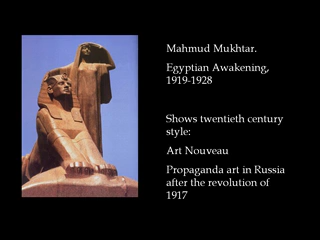 Mahmud Mukhtar.
Egyptian Awakening,
1919-1928
Shows twentieth century
style:
Art Nouveau
Propaganda art in Russia
after the revolution of
1917